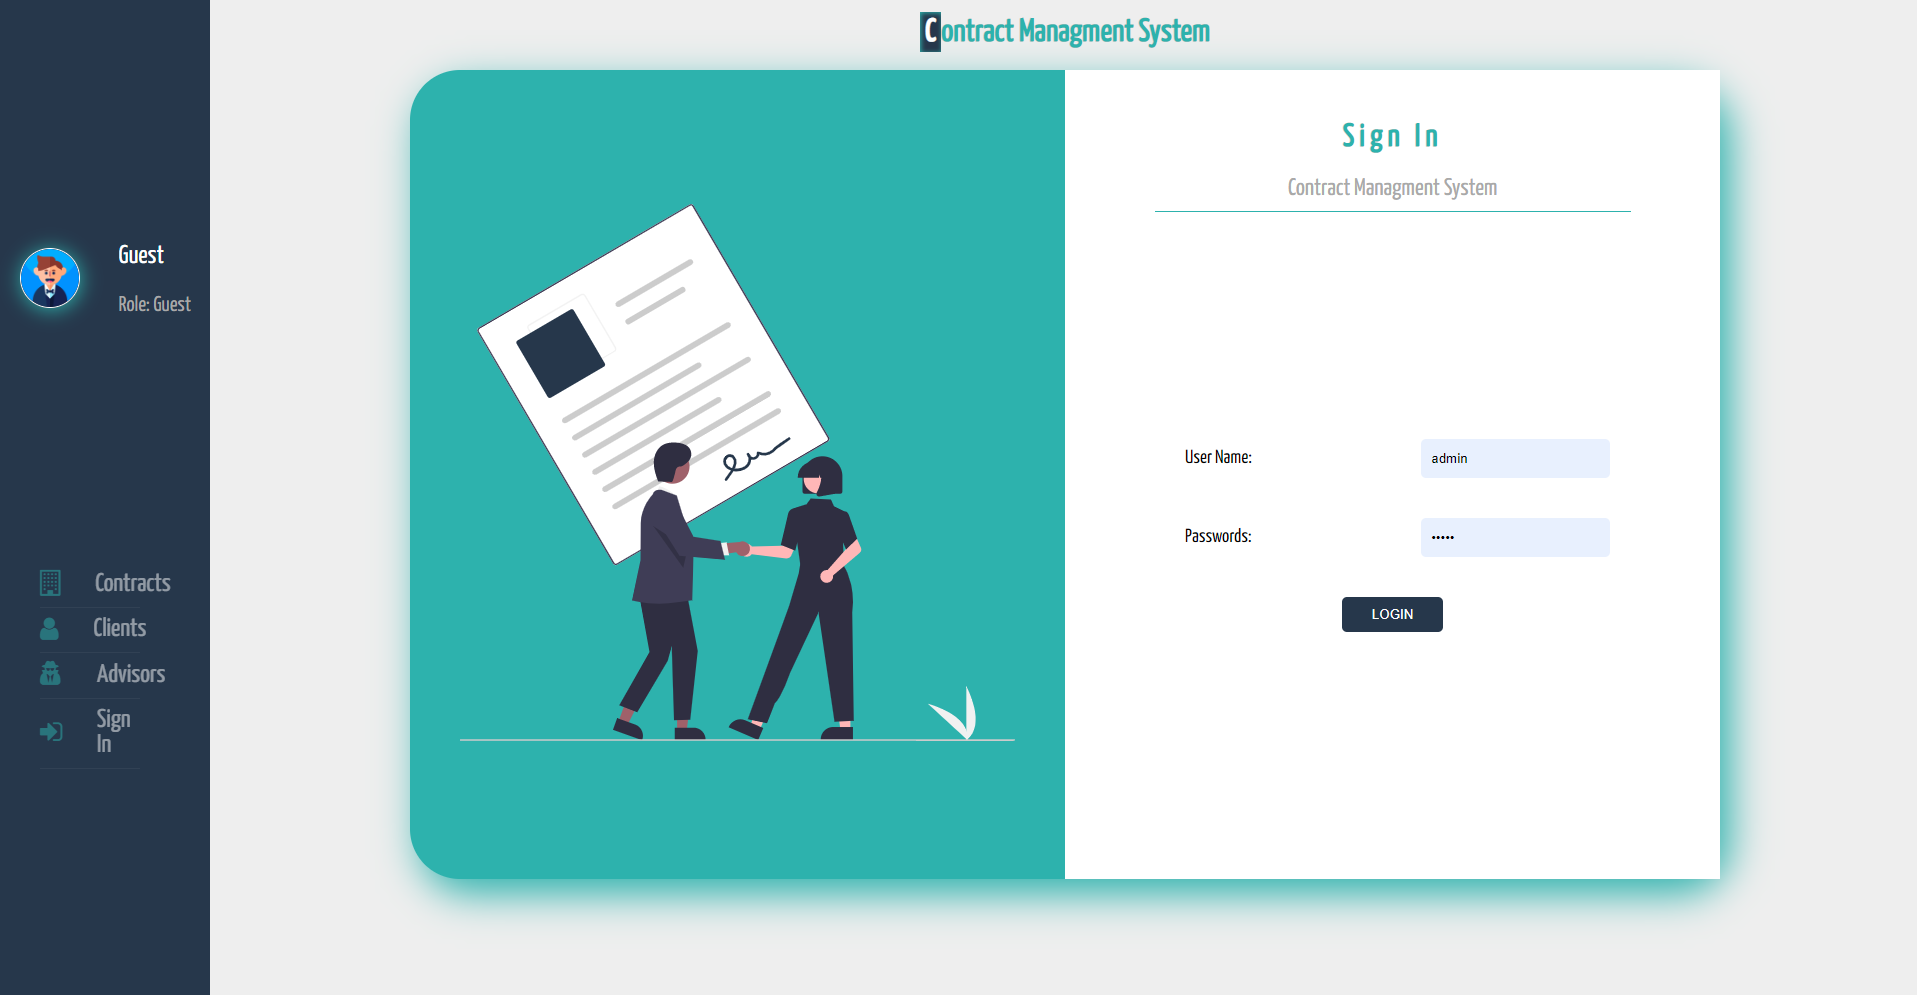 Contract Managment System
Guest
Role: Guest
Contracts
Clients
Advisors
Sign
In
Sign In
Contract Managment System
User Name:
admin
Passwords:
•••••
LOGIN